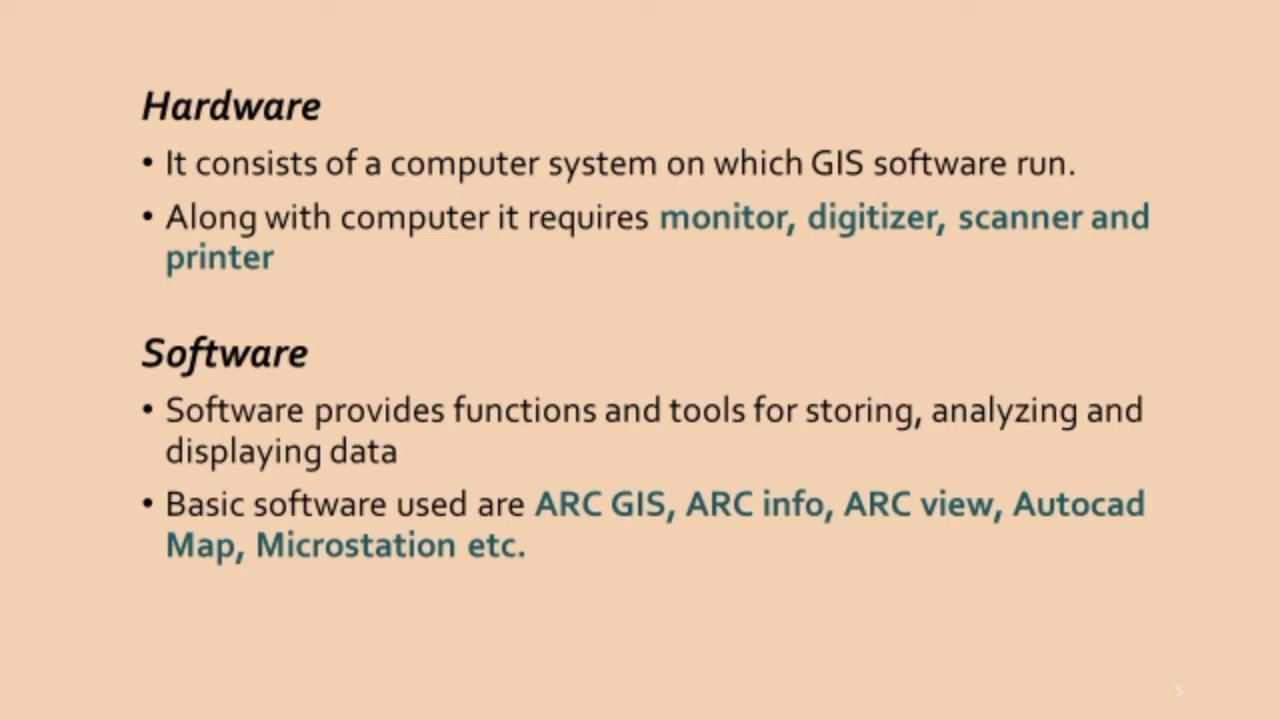 Hardware
• It consists of a computer system on which GIS software run.
• Along with computer it requires monitor, digitizer, scanner and
printer
Software
• Software provides functions and tools for storing, analyzing and
displaying data
• Basic software used are ARC GIS, ARC info, ARC view, Autocad
Map, Microstation etc.
5